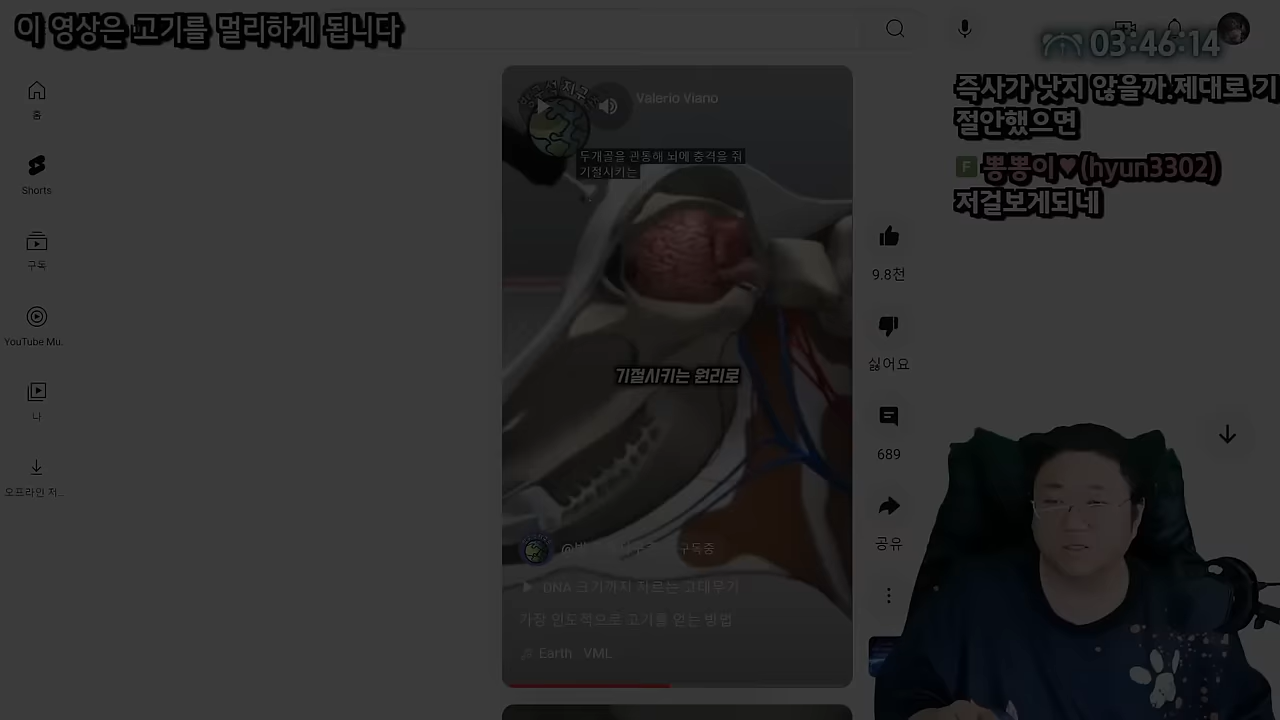 이 영상은 고기를 멀리하게 됩니다
03:46:14
즉사가 낫지 않을까.제대로 기
절안했으면
F 뿅뿅이♥(hyun3302)
저걸보게되네
홈
Shorts
구독
YouTube Mu.
나
오프라인 저...
Valerio Viano
두개골을 관통해 뇌에 충격을 줘
기절시키는
기절시키는 원리로
구독중
DNA 크기까지 자르는 고대무기
가장 인도적으로 고기를 얻는 방법
Earth VML
9.8천
싫어요
689
공유